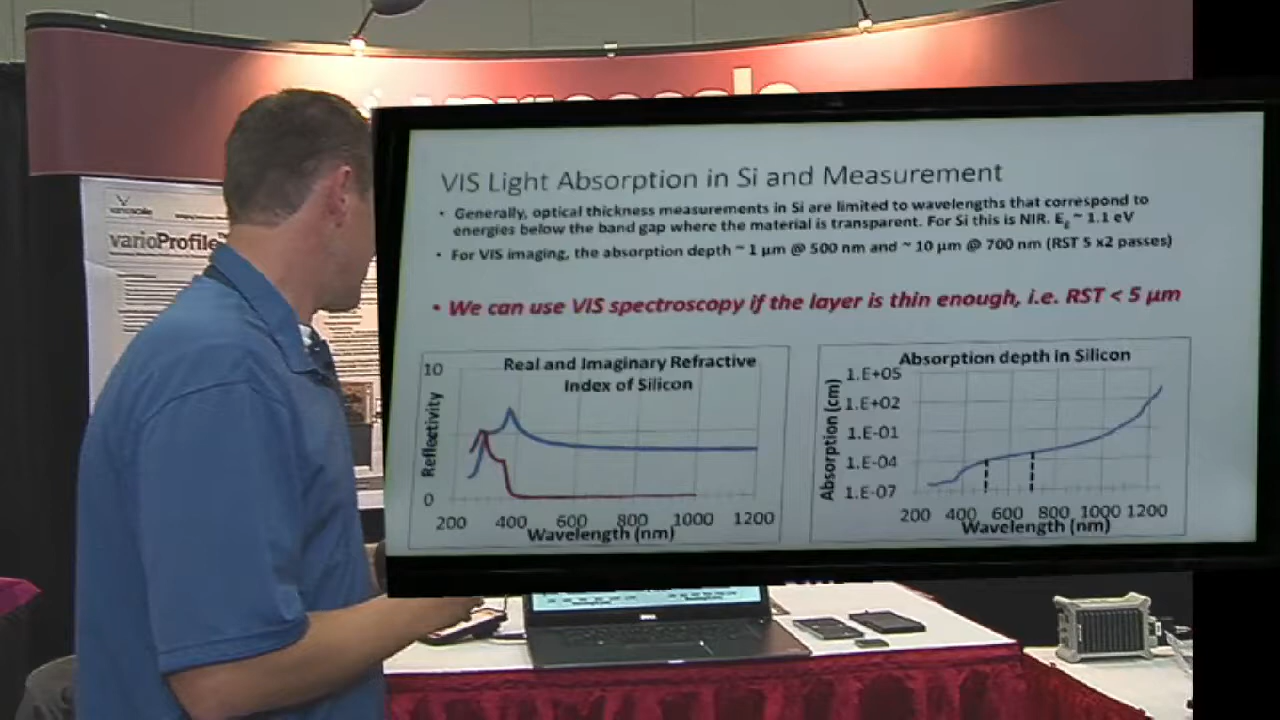 varioscale
varioProfile™
VIS Light Absorption in Si and Measurement
• Generally, optical thickness measurements in Si are limited to wavelengths that correspond to
energies below the band gap where the material is transparent. For Si this is NIR. Eg ~ 1.1 eV
• For VIS imaging, the absorption depth ~ 1 µm @ 500 nm and ~ 10 µm @ 700 nm (RST 5 x2 passes)
• We can use VIS spectroscopy if the layer is thin enough, i.e. RST < 5 µm
Real and Imaginary Refractive
Index of Silicon
Reflectivity
10
0
200 400 600 800 1000 1200
Wavelength (nm)
Absorption depth in Silicon
Absorption (cm)
1.E+05
1.E+02
1.E-01
1.E-04
1.E-07
200 400 600 800 1000 1200
Wavelength (nm)
DELL